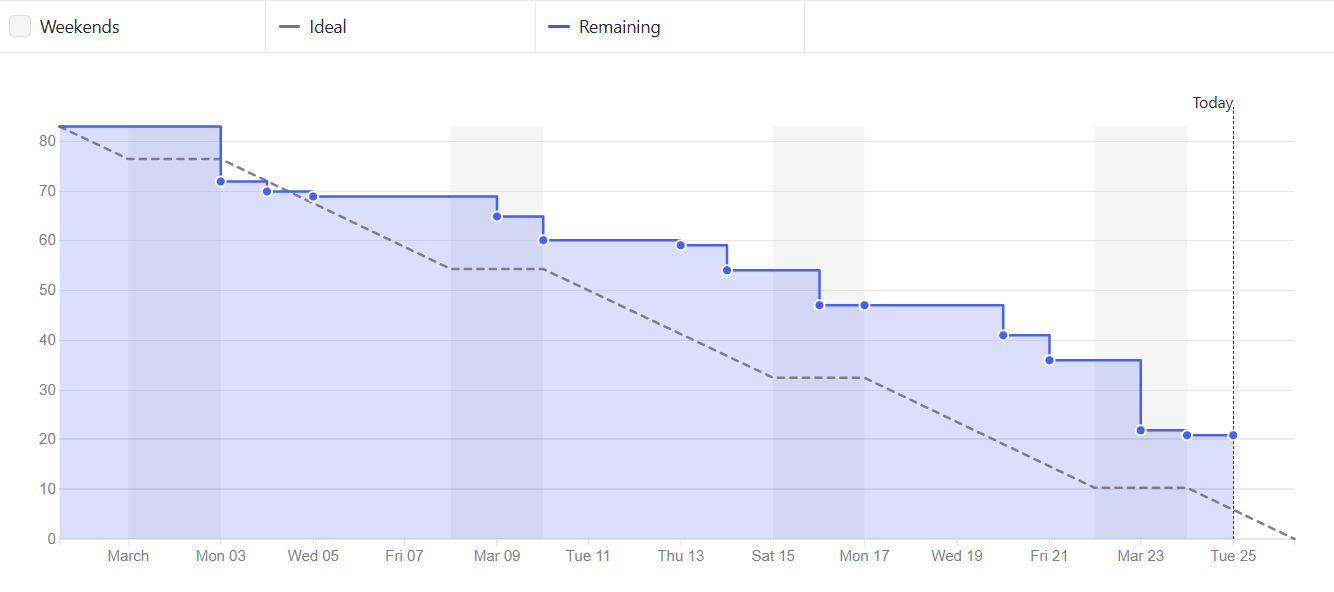 Weekends
Ideal
Remaining
Today
80
70
60
50
40
30
20
10
0
March
Mon 03
Wed 05
Fri 07
Mar 09
Tue 11
Thu 13
Sat 15
Mon 17
Wed 19
Fri 21
Mar 23
Tue 25